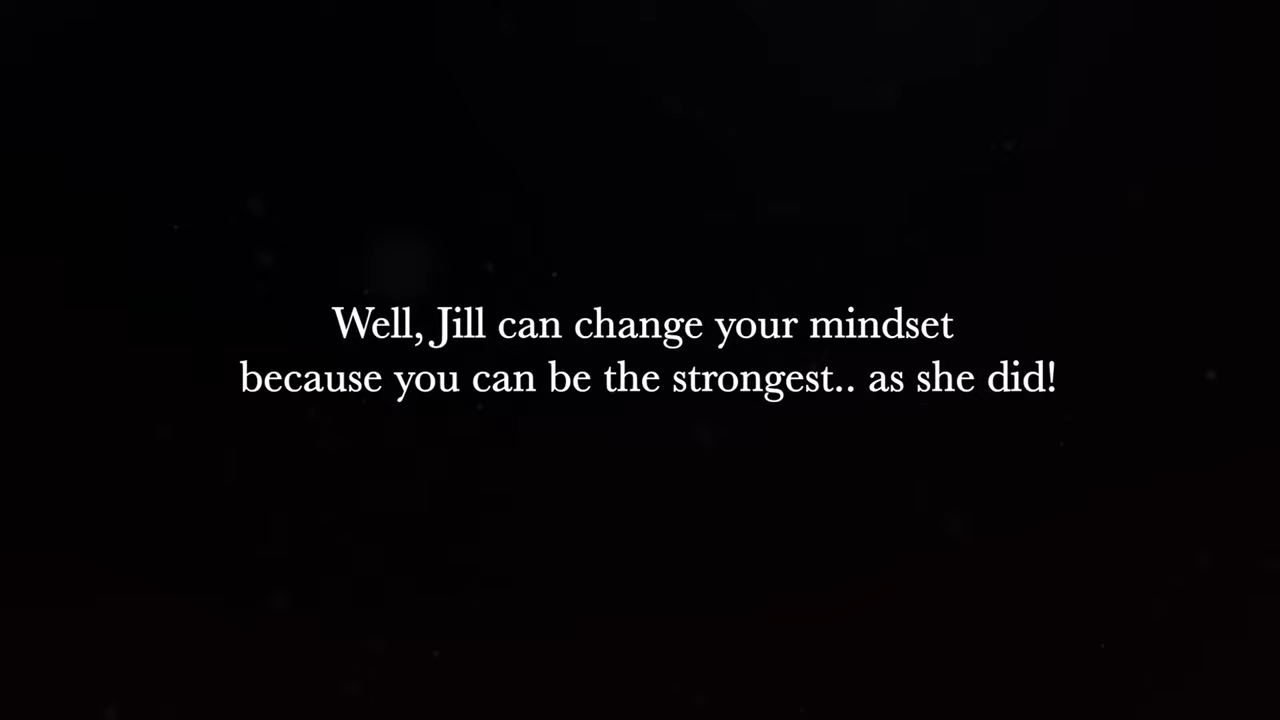 Well, Jill can change your mindset
because you can be the strongest.. as she did!